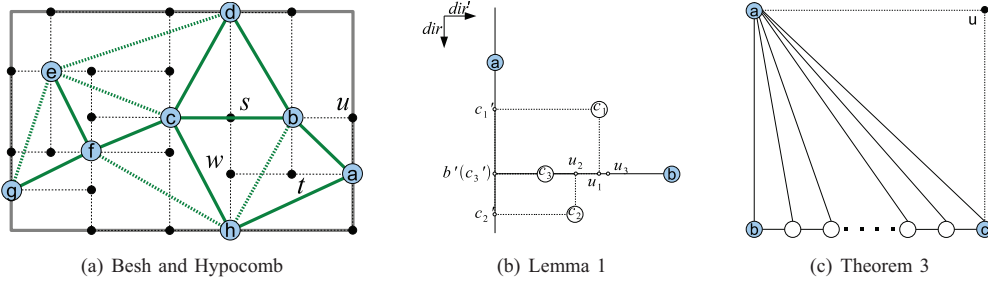 d
e
s
u
c
b
w
f
t
a
g
h
(a) Besh and Hypocomb
dir'
dir
a
c₁'
c₁
b'(c₃')
c₃
u₂
u₁
u₃
b
c₂'
c₂
(b) Lemma 1
a
u
b
c
(c) Theorem 3